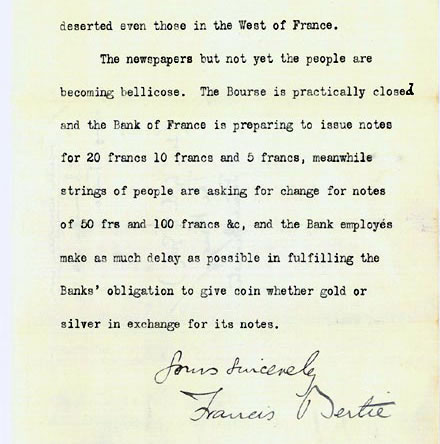 deserted even those in the West of France.
The newspapers but not yet the people are
becoming bellicose. The Bourse is practically closed
and the Bank of France is preparing to issue notes
for 20 francs 10 francs and 5 francs, meanwhile
strings of people are asking for change for notes
of 50 frs and 100 francs &c, and the Bank employés
make as much delay as possible in fulfilling the
Banks' obligation to give coin whether gold or
silver in exchange for its notes.
Yours sincerely
Francis Bertie